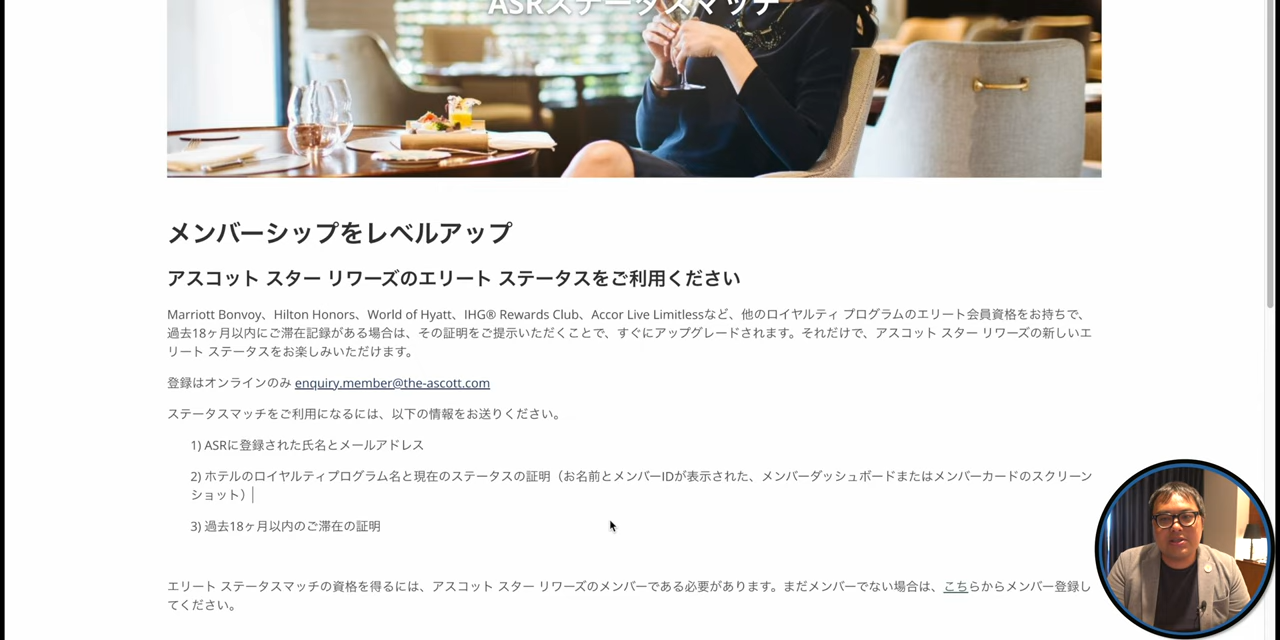 ASRステータスマッチ
メンバーシップをレベルアップ
アスコット スター リワーズのエリート ステータスをご利用ください
Marriott Bonvoy、Hilton Honors、World of Hyatt、IHG® Rewards Club、Accor Live Limitlessなど、他のロイヤルティ プログラムのエリート会員資格をお持ちで、
過去18ヶ月以内にご滞在記録がある場合は、その証明をご提示いただくことで、すぐにアップグレードされます。それだけで、アスコット スター リワーズの新しいエ
リート ステータスをお楽しみいただけます。
登録はオンラインのみ enquiry.member@the-ascott.com
ステータスマッチをご利用になるには、以下の情報をお送りください。
1) ASRに登録された氏名とメールアドレス
2) ホテルのロイヤルティプログラム名と現在のステータスの証明（お名前とメンバーIDが表示された、メンバーダッシュボードまたはメンバーカードのスクリーン
ショット）
3) 過去18ヶ月以内のご滞在の証明
エリート ステータスマッチの資格を得るには、アスコット スター リワーズのメンバーである必要があります。まだメンバーでない場合は、こちらからメンバー登録し
てください。